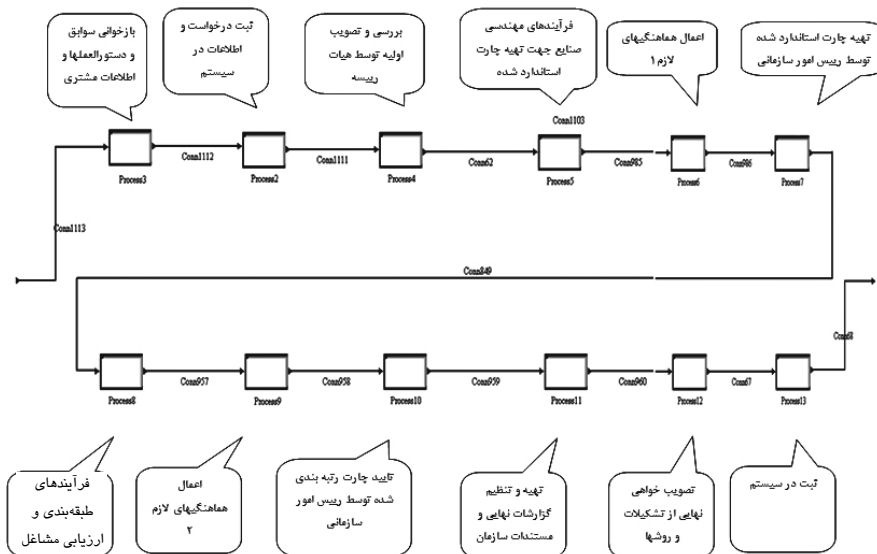 بازخوانی سوابق
و دستورالعملها و
اطلاعات مشتری
ثبت درخواست و
اطلاعات در
سیستم
بررسی و تصویب
اولیه توسط هیات
رییسه
فرآیندهای مهندسی
صنایع جهت تهیه چارت
استاندارد شده
اعمال هماهنگیهای
لازم ۱
تهیه چارت استاندارد شده
توسط رییس امور سازمانی
Conn1103
Conn1112
Conn1111
Conn62
Conn985
Conn986
Process3
Process2
Process4
Process5
Process6
Process7
Conn1113
Conn849
Conn68
Conn957
Conn958
Conn959
Conn960
Conn67
Process8
Process9
Process10
Process11
Process12
Process13
فرآیندهای
طبقه‌بندی و
ارزیابی مشاغل
اعمال
هماهنگیهای لازم
۲
تایید چارت رتبه بندی
شده توسط رییس امور
سازمانی
تهیه و تنظیم
گزارشات نهایی و
مستندات سازمان
تصویب خواهی
نهایی از تشکیلات
و روشها
ثبت در سیستم